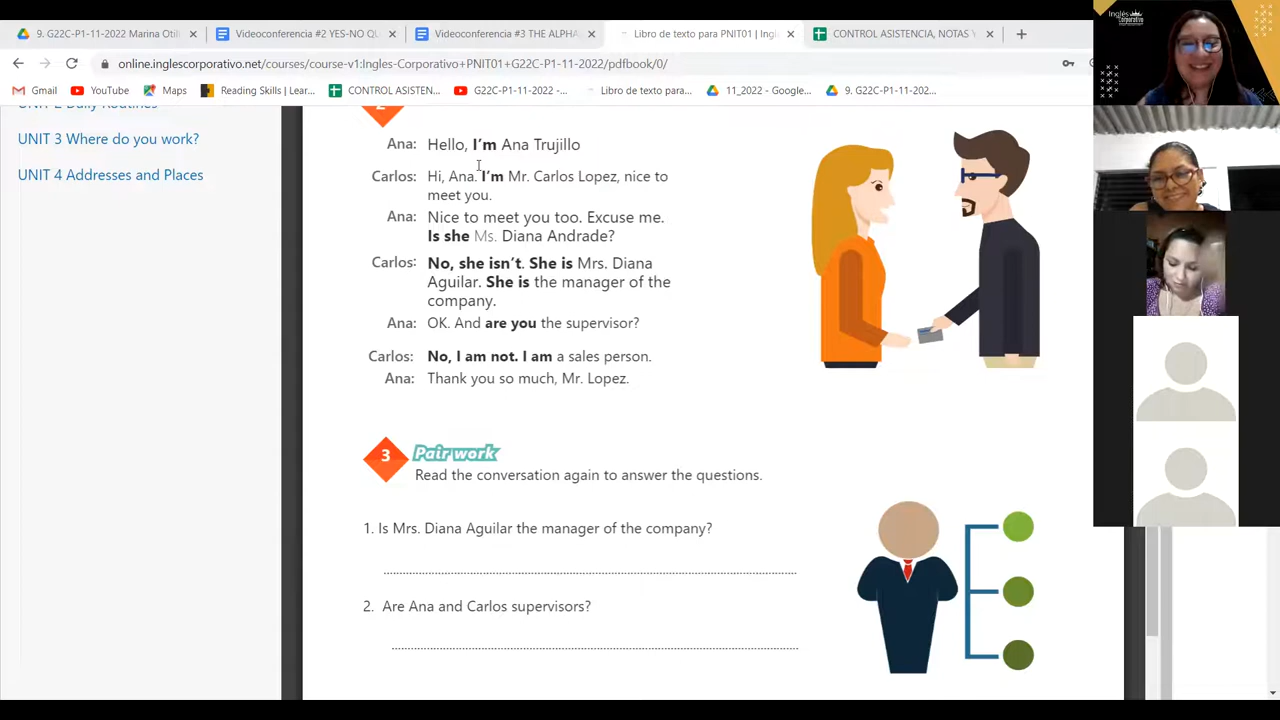 9. G22C-P1-11-2022 Marina Otili
Videoconferencia #2 YES-NO QU
Videoconferencia #3 THE ALPHA
Libro de texto para PNIT01 | Ingl
CONTROL ASISTENCIA, NOTAS Y
online.inglescorporativo.net/courses/course-v1:Ingles-Corporativo+PNIT01+G22C-P1-11-2022/pdfbook/0/
Gmail
YouTube
Maps
Reading Skills | Lear...
CONTROL ASISTEN...
G22C-P1-11-2022 -...
Libro de texto para...
11_2022 - Google...
9. G22C-P1-11-202...
Inglés
Corporativo
UNIT 2 Daily Routines
UNIT 3 Where do you work?
UNIT 4 Addresses and Places
2
Ana: Hello, I'm Ana Trujillo
Carlos: Hi, Ana. I'm Mr. Carlos Lopez, nice to
meet you.
Ana: Nice to meet you too. Excuse me.
Is she Ms. Diana Andrade?
Carlos: No, she isn't. She is Mrs. Diana
Aguilar. She is the manager of the
company.
Ana: OK. And are you the supervisor?
Carlos: No, I am not. I am a sales person.
Ana: Thank you so much, Mr. Lopez.
3 Pair work
Read the conversation again to answer the questions.
1. Is Mrs. Diana Aguilar the manager of the company?
2. Are Ana and Carlos supervisors?